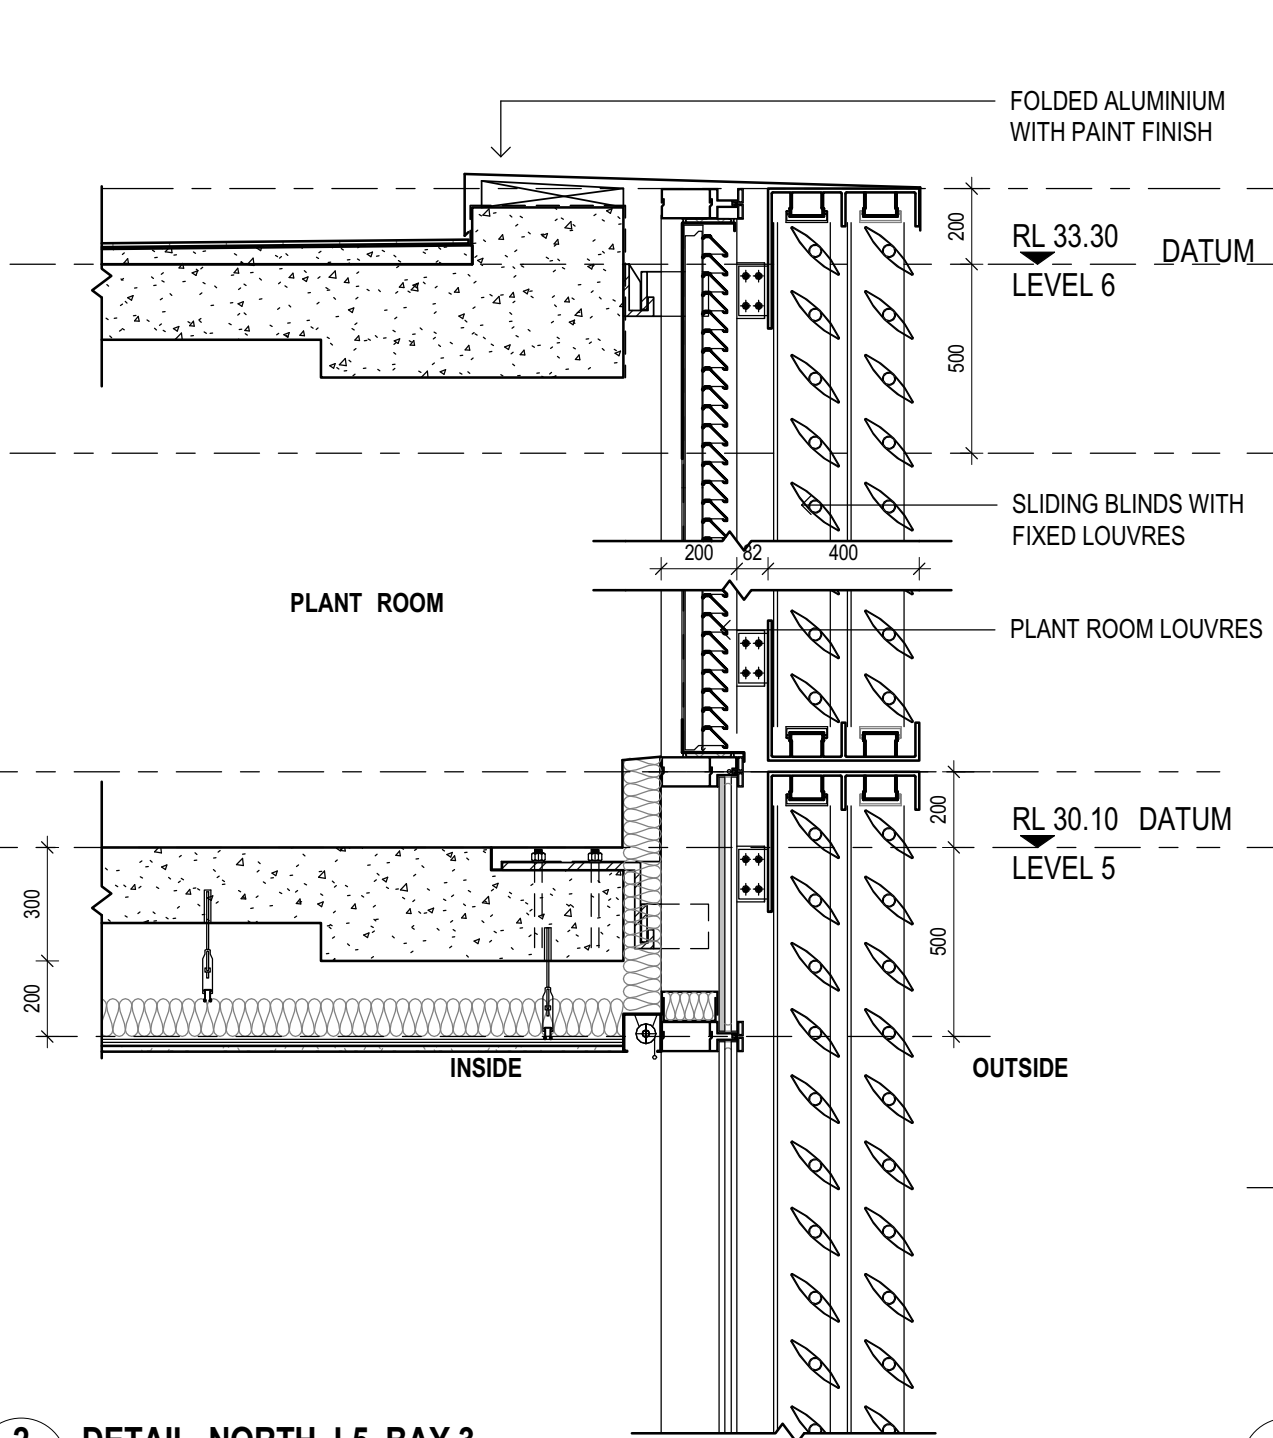 FOLDED ALUMINIUM
WITH PAINT FINISH
200
RL 33.30 DATUM
LEVEL 6
500
SLIDING BLINDS WITH
FIXED LOUVRES
200 82 400
PLANT ROOM
PLANT ROOM LOUVRES
200
RL 30.10 DATUM
LEVEL 5
300
500
200
INSIDE
OUTSIDE
2 DETAIL NORTH L5 BAY 3